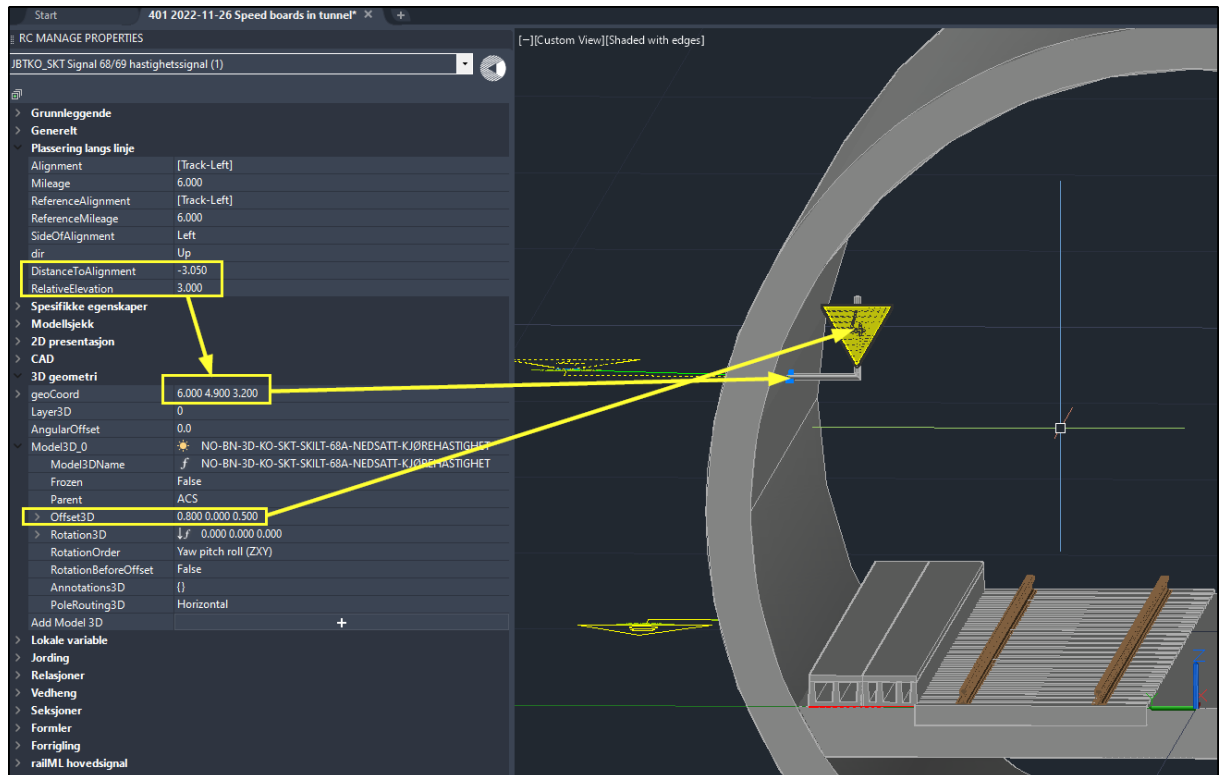 Start
401 2022-11-26 Speed boards in tunnel* × +
RC MANAGE PROPERTIES
JBTKO_SKT Signal 68/69 hastighetssignal (1)
Grunnleggende
Generelt
Plassering langs linje
Alignment [Track-Left]
Mileage 6.000
ReferenceAlignment [Track-Left]
ReferenceMileage 6.000
SideOfAlignment Left
dir Up
DistanceToAlignment -3.050
RelativeElevation 3.000
Spesifikke egenskaper
Modellsjekk
2D presentasjon
CAD
3D geometri
geoCoord 6.000 4.900 3.200
Layer3D 0
AngularOffset 0.0
Model3D_0 NO-BN-3D-KO-SKT-SKILT-68A-NEDSATT-KJØREHASTIGHET
Model3DName NO-BN-3D-KO-SKT-SKILT-68A-NEDSATT-KJØREHASTIGHET
Frozen False
Parent ACS
Offset3D 0.800 0.000 0.500
Rotation3D 0.000 0.000 0.000
RotationOrder Yaw pitch roll (ZXY)
RotationBeforeOffset False
Annotations3D {}
PoleRouting3D Horizontal
Add Model 3D +
Lokale variable
Jording
Relasjoner
Vedheng
Seksjoner
Formler
Forrigling
railML hovedsignal
[−][Custom View][Shaded with edges]